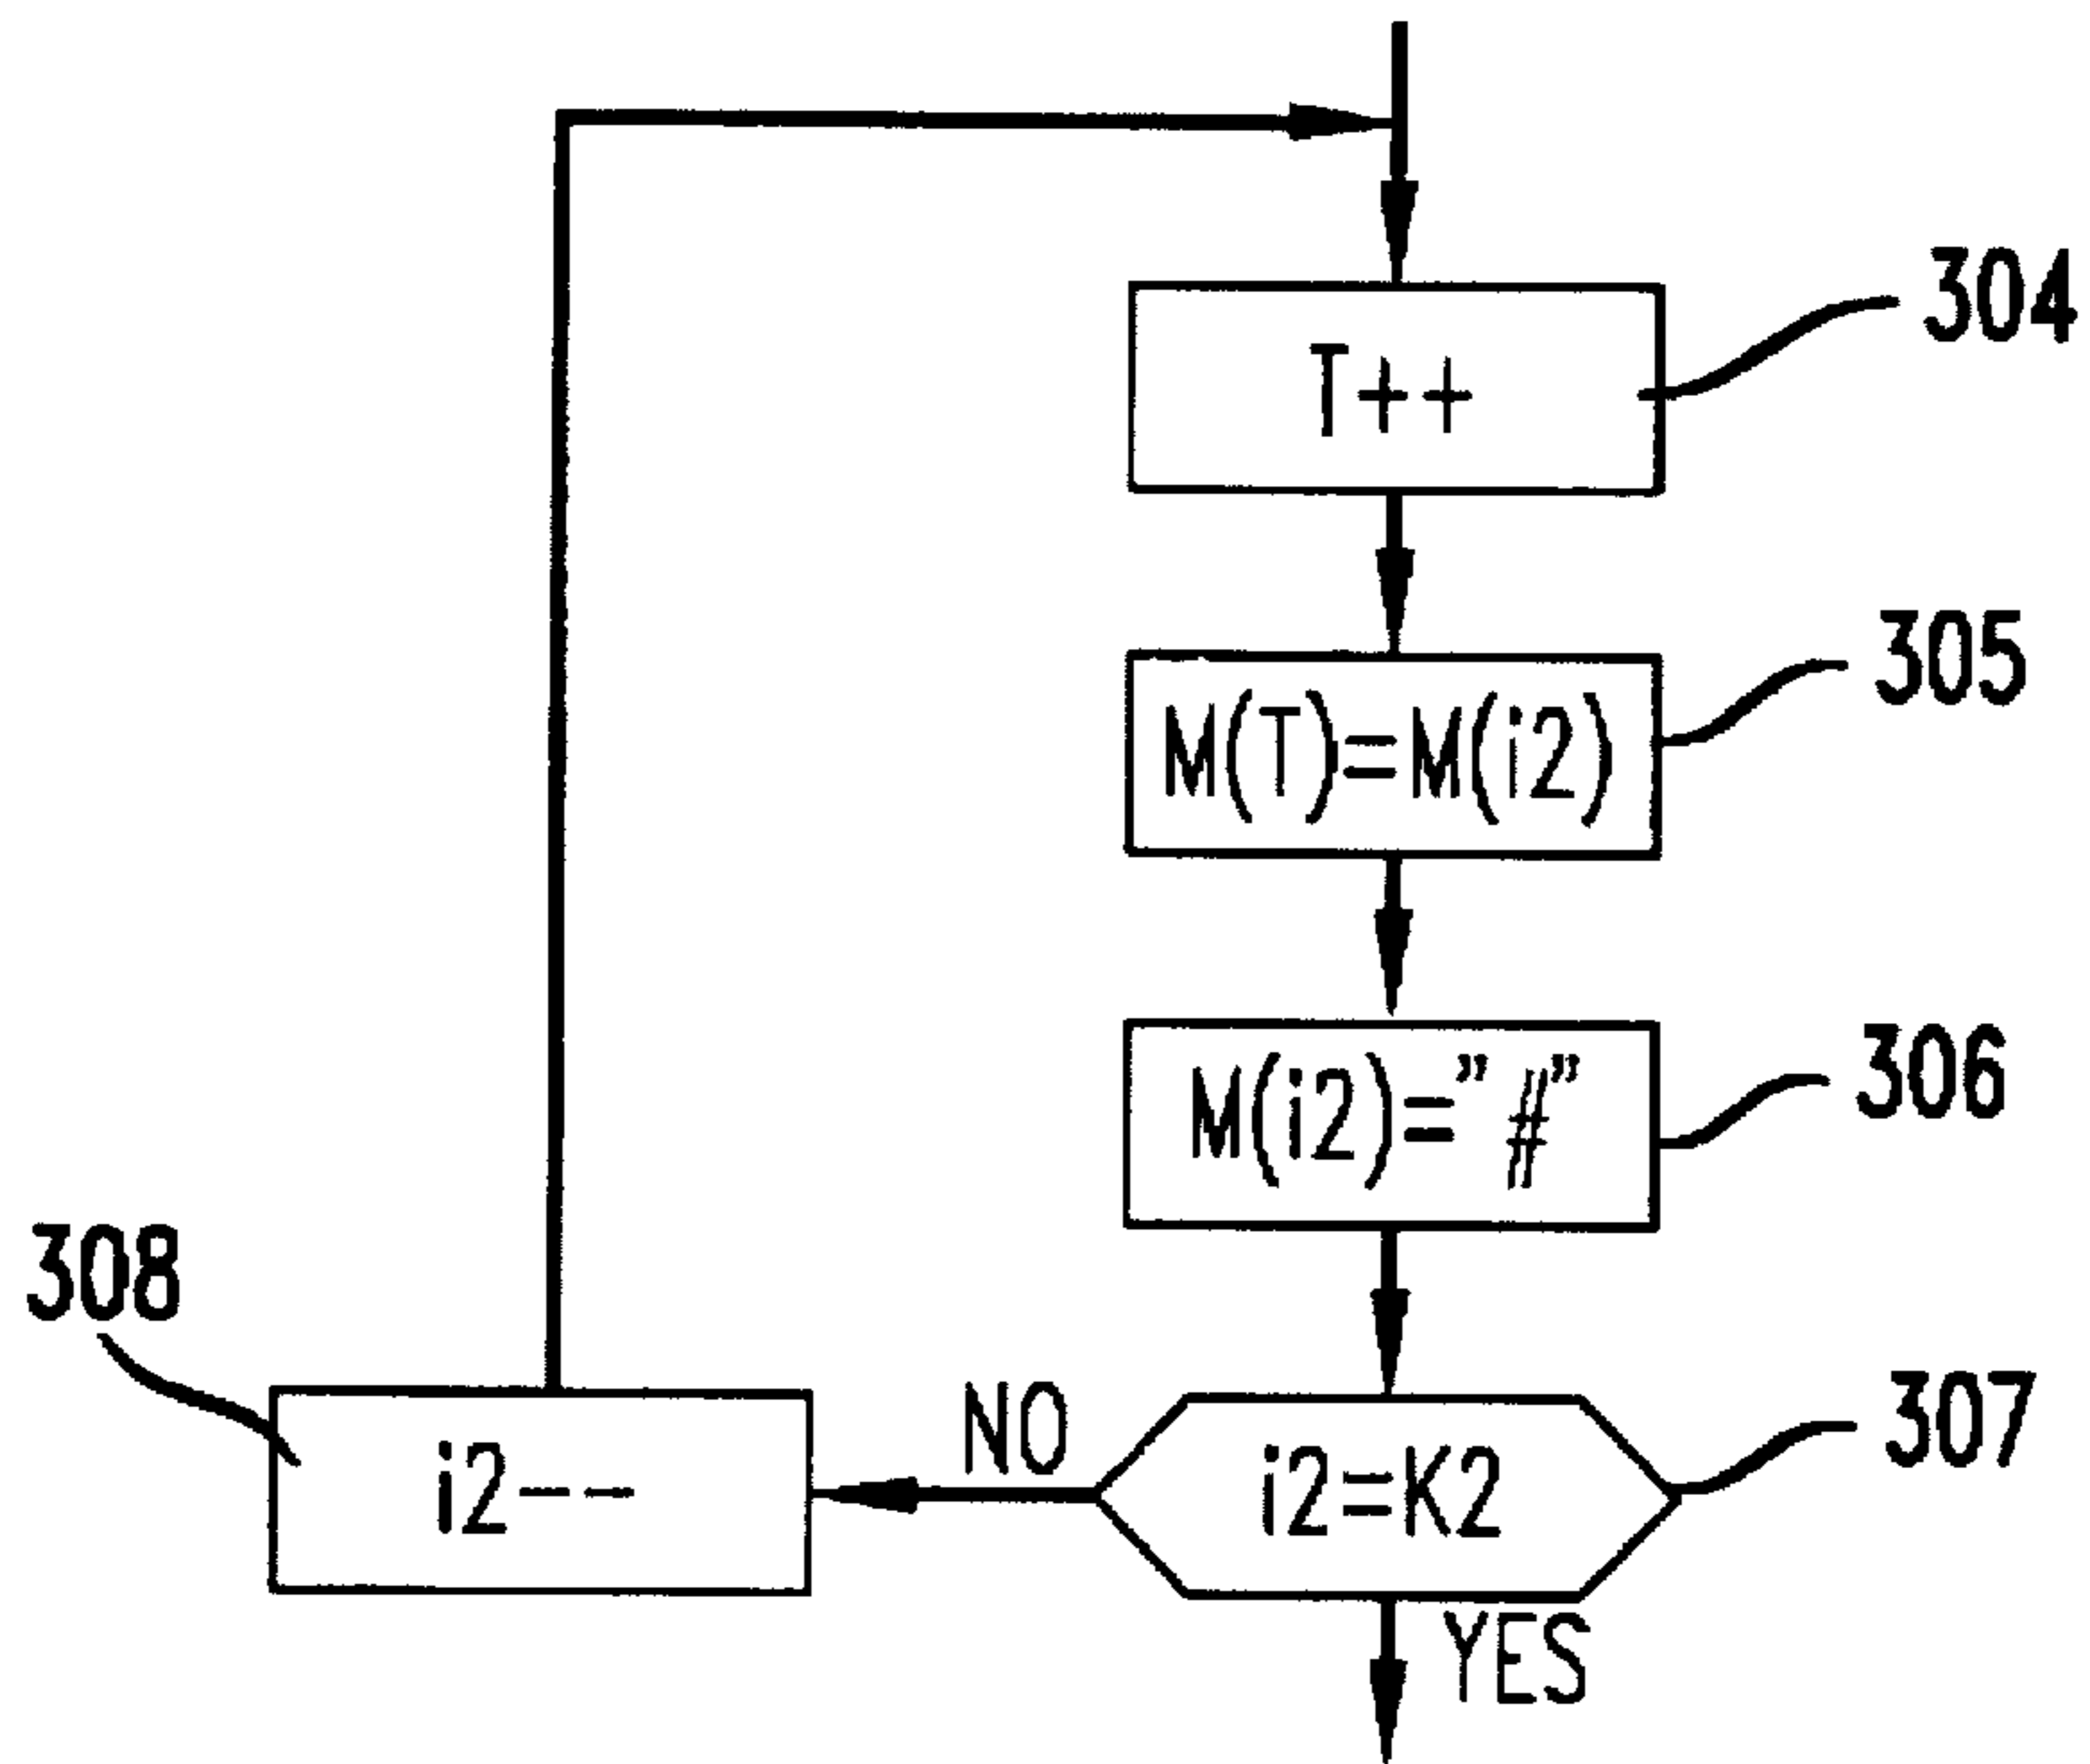 304
T++
305
M(T)=M(i2)
306
M(i2)="#"
308
NO
307
i2--
i2=K2
YES